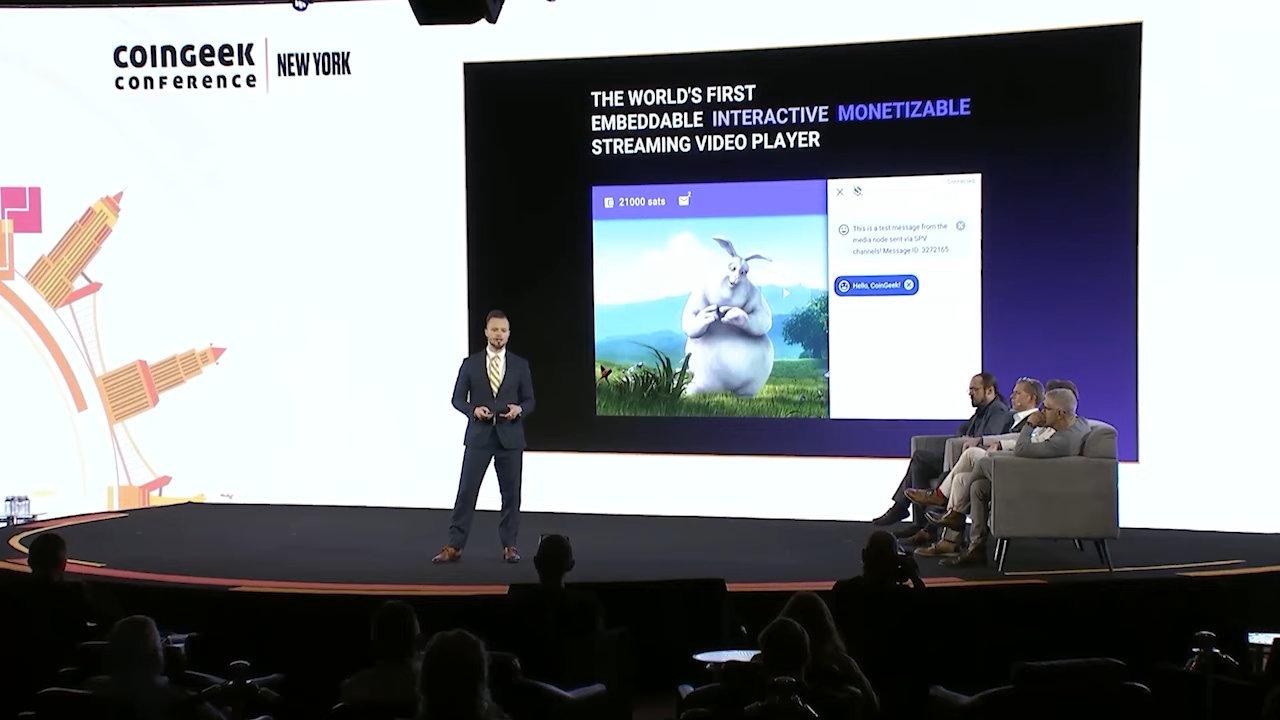 COINGEEK
CONFERENCE
NEW YORK
THE WORLD'S FIRST
EMBEDDABLE INTERACTIVE MONETIZABLE
STREAMING VIDEO PLAYER
21000 sats
Connected
This is a test message from the
media node sent via SPV
channels! Message ID: 3272165
Hello, CoinGeek!